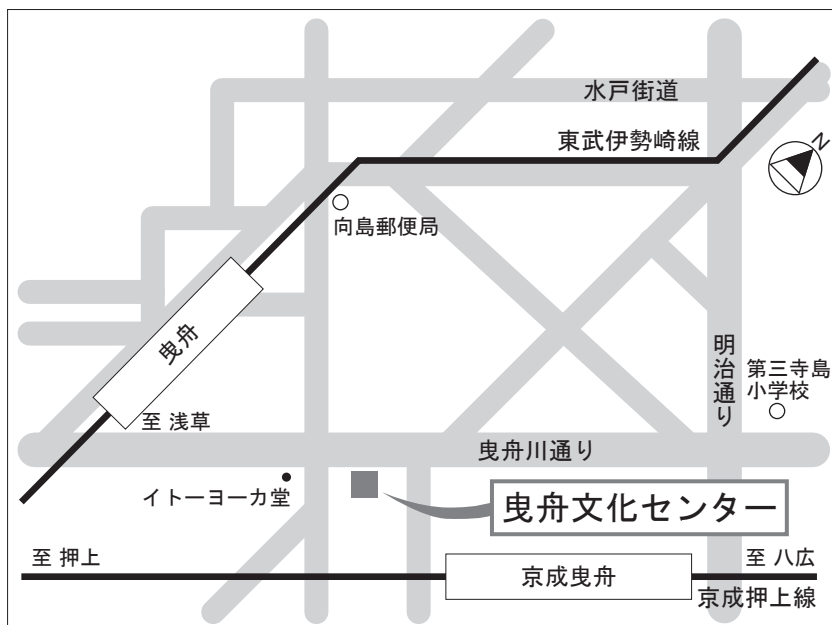 水戸街道
東武伊勢崎線
N
向島郵便局
曳舟
明治通り
第三寺島
小学校
至 浅草
曳舟川通り
イトーヨーカ堂
曳舟文化センター
至 押上
京成曳舟
至 八広
京成押上線